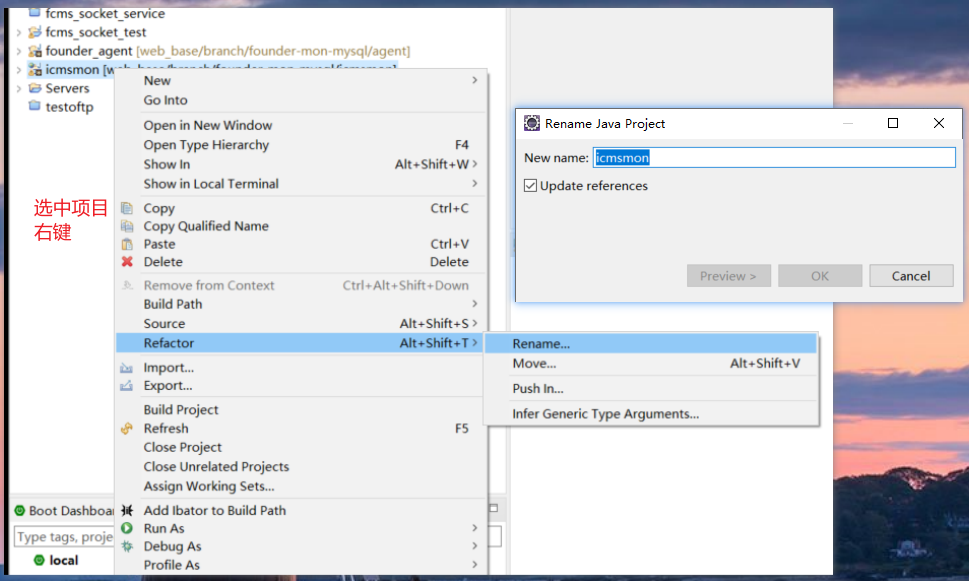 fcms_socket_service
fcms_socket_test
founder_agent [web_base/branch/founder-mon-mysql/agent]
icmsmon [web_base/branch/founder-mon-mysql/icmsmon]
Servers
testoftp
选中项目
右键
New
Go Into
Open in New Window
Open Type Hierarchy F4
Show In Alt+Shift+W
Show in Local Terminal
Copy Ctrl+C
Copy Qualified Name
Paste Ctrl+V
Delete Delete
Remove from Context Ctrl+Alt+Shift+Down
Build Path
Source Alt+Shift+S
Refactor Alt+Shift+T
Import...
Export...
Build Project
Refresh F5
Close Project
Close Unrelated Projects
Assign Working Sets...
Add Ibator to Build Path
Run As
Debug As
Profile As
Rename...
Move... Alt+Shift+V
Push In...
Infer Generic Type Arguments...
Rename Java Project
New name: icmsmon
Update references
Preview > OK Cancel
Boot Dashboar
Type tags, proje
local